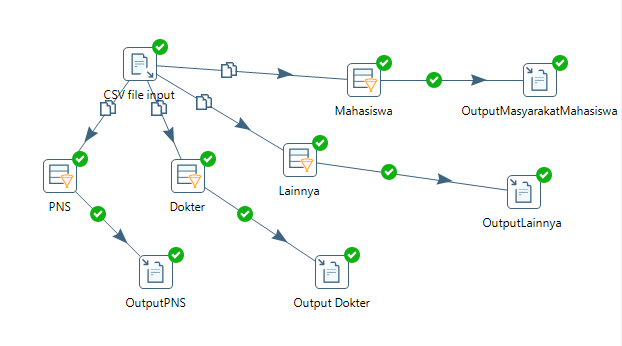 CSV file input
Mahasiswa
OutputMasyarakatMahasiswa
PNS
Dokter
Lainnya
OutputLainnya
OutputPNS
Output Dokter